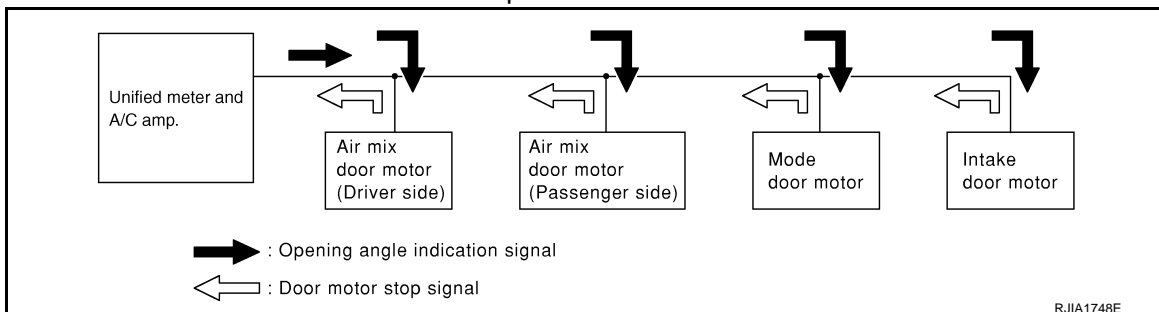 Unified meter and
A/C amp.
Air mix
door motor
(Driver side)
Air mix
door motor
(Passenger side)
Mode
door motor
Intake
door motor
: Opening angle indication signal
: Door motor stop signal
RJIA1748E